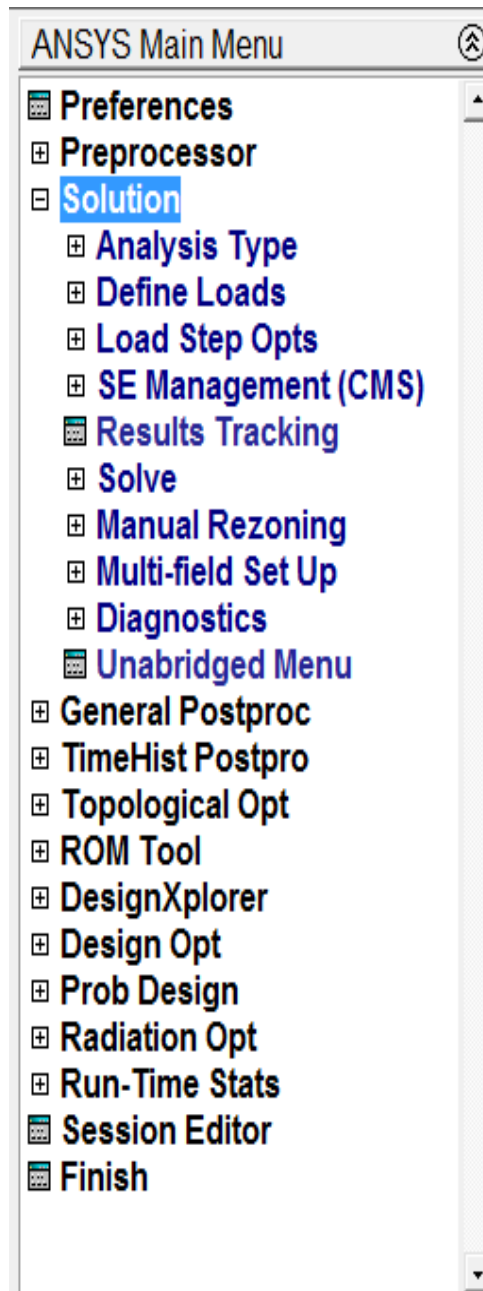 ANSYS Main Menu
Preferences
Preprocessor
Solution
Analysis Type
Define Loads
Load Step Opts
SE Management (CMS)
Results Tracking
Solve
Manual Rezoning
Multi-field Set Up
Diagnostics
Unabridged Menu
General Postproc
TimeHist Postpro
Topological Opt
ROM Tool
DesignXplorer
Design Opt
Prob Design
Radiation Opt
Run-Time Stats
Session Editor
Finish